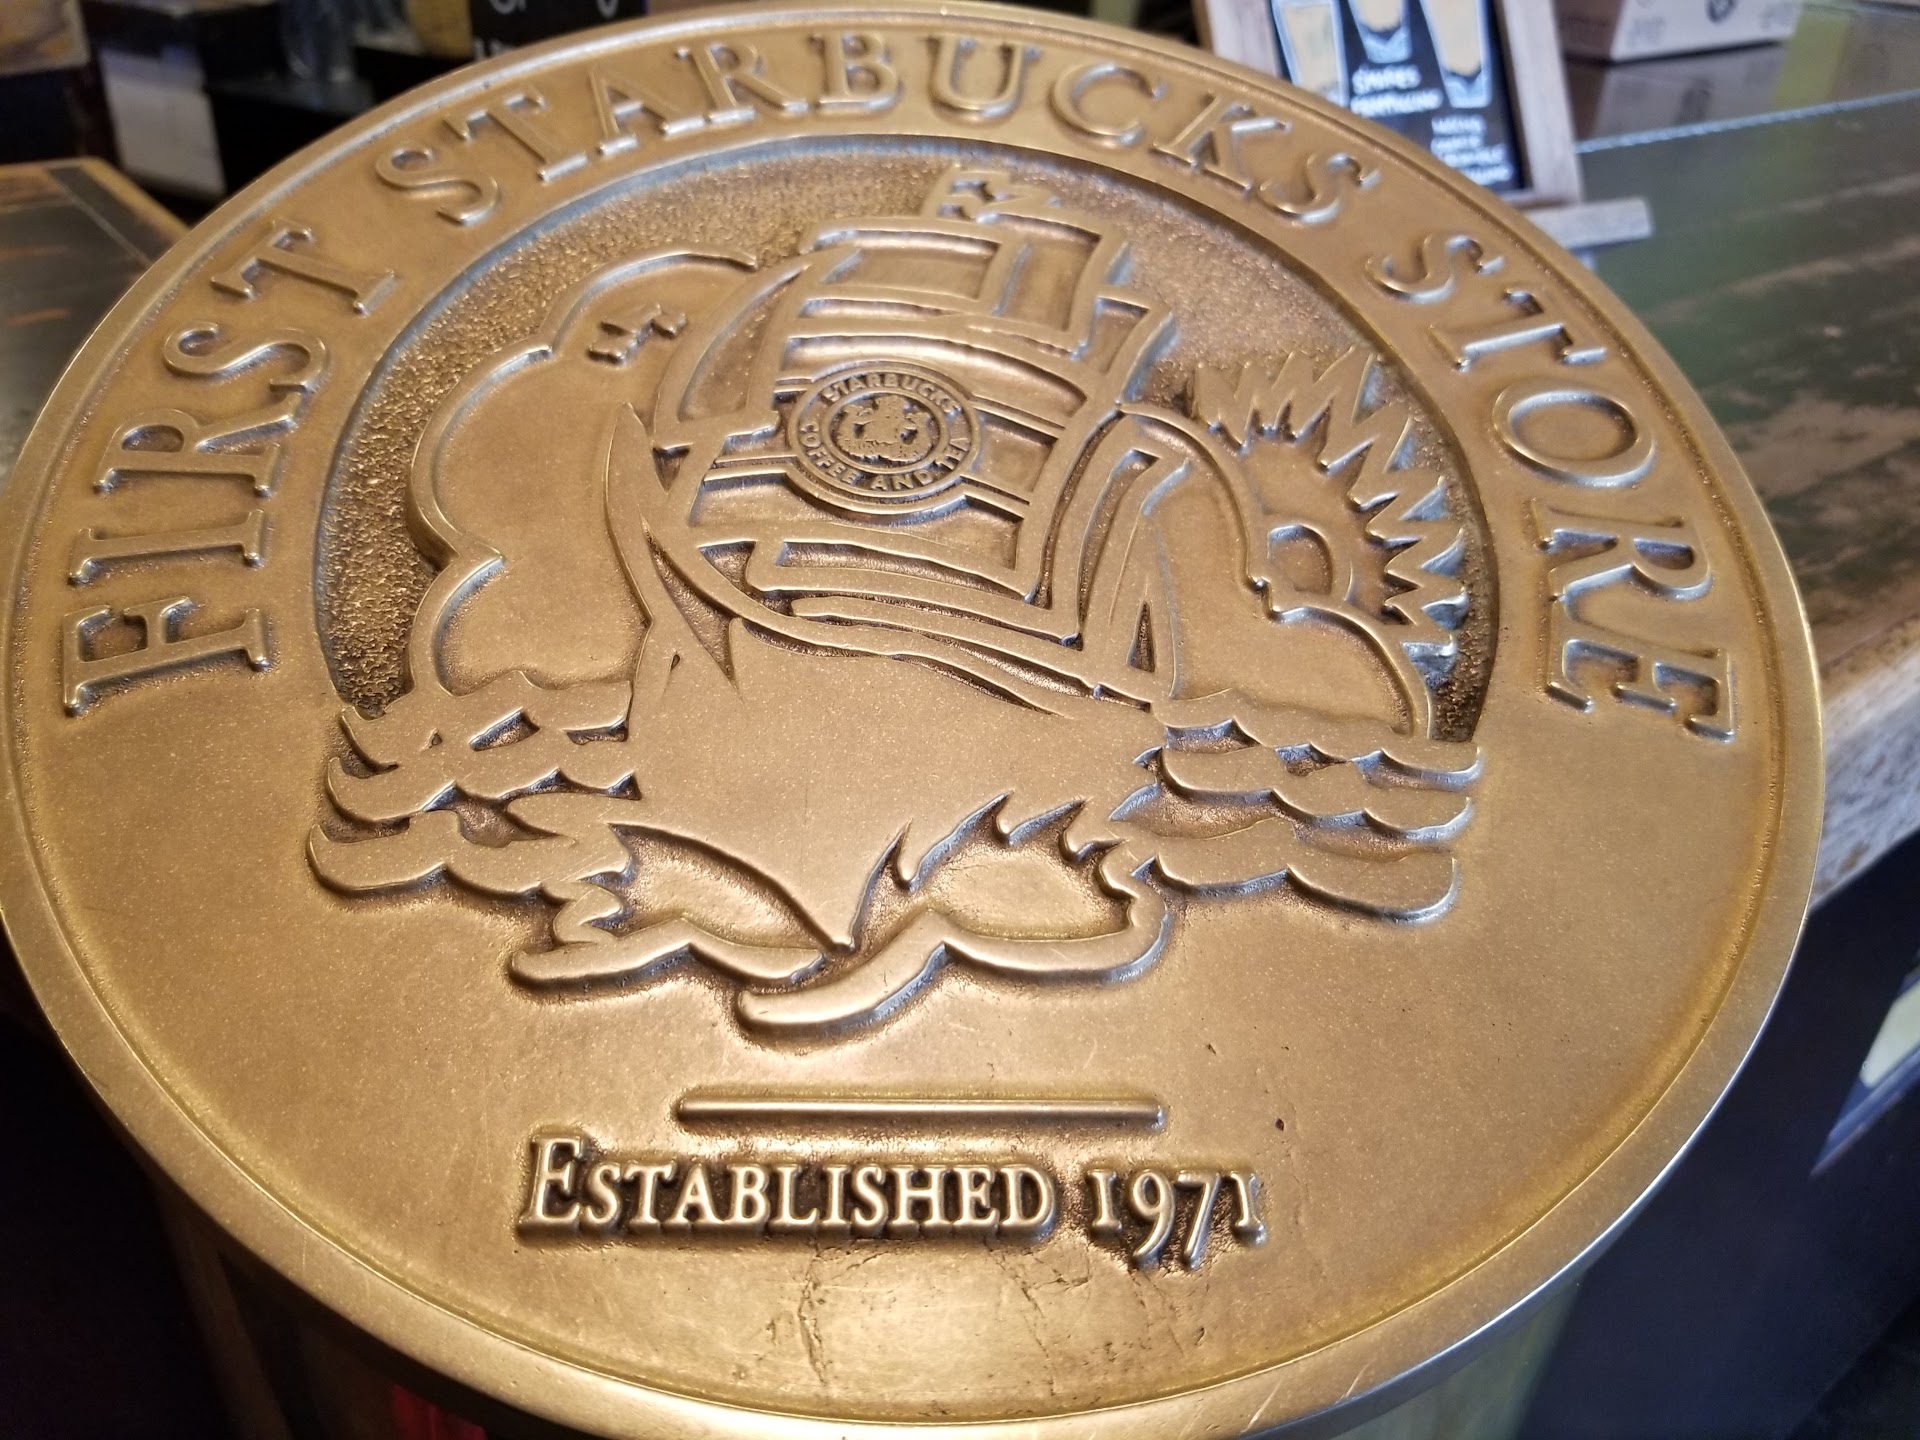 FIRST STARBUCKS STORE
STARBUCKS
COFFEE AND TEA
ESTABLISHED 1971